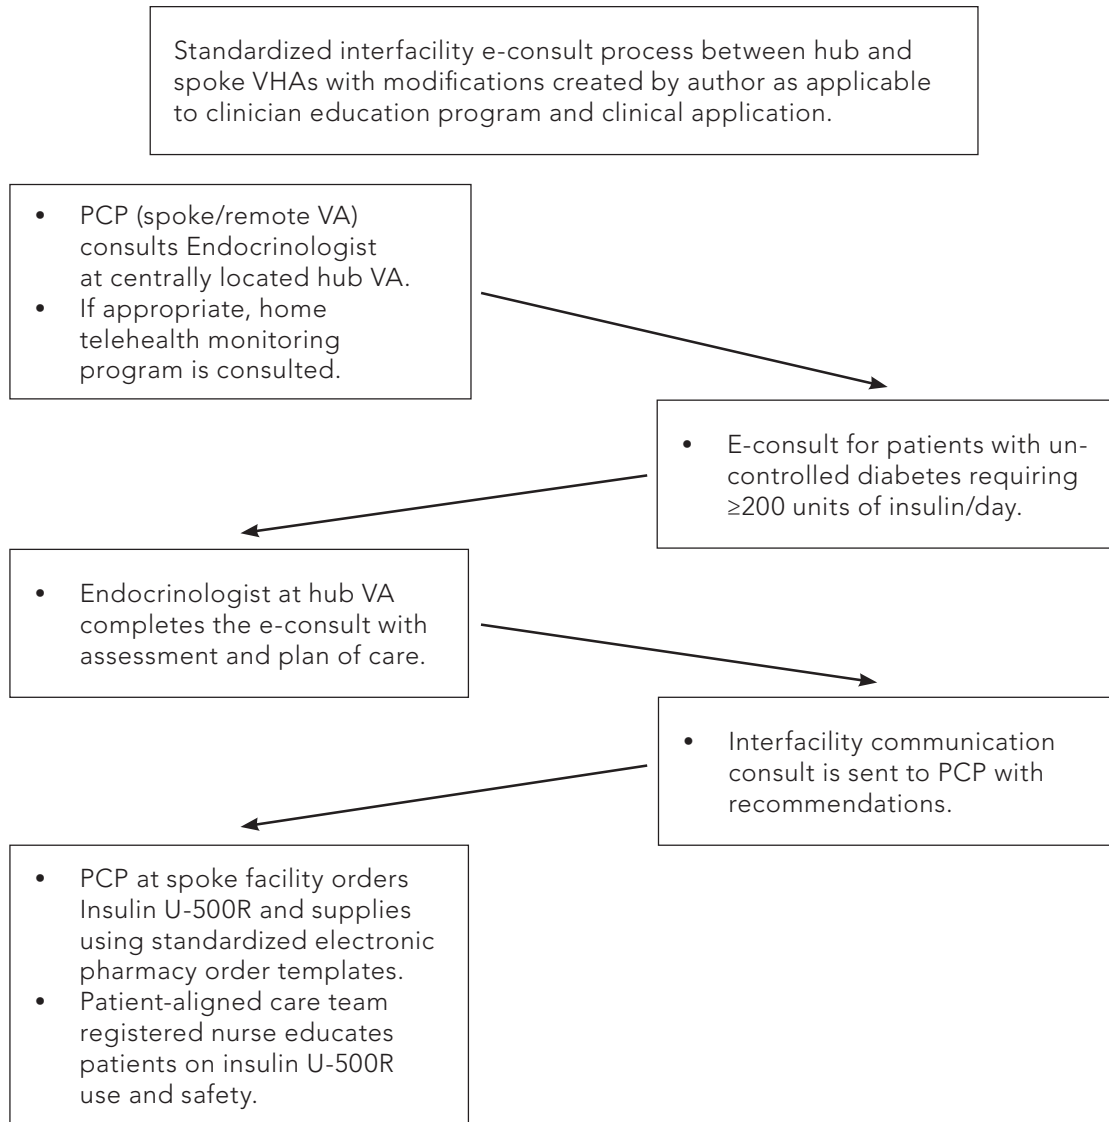 Standardized interfacility e-consult process between hub and
spoke VHAs with modifications created by author as applicable
to clinician education program and clinical application.
• PCP (spoke/remote VA)
consults Endocrinologist
at centrally located hub VA.
• If appropriate, home
telehealth monitoring
program is consulted.
• E-consult for patients with un-
controlled diabetes requiring
≥200 units of insulin/day.
• Endocrinologist at hub VA
completes the e-consult with
assessment and plan of care.
• Interfacility communication
consult is sent to PCP with
recommendations.
• PCP at spoke facility orders
Insulin U-500R and supplies
using standardized electronic
pharmacy order templates.
• Patient-aligned care team
registered nurse educates
patients on insulin U-500R
use and safety.